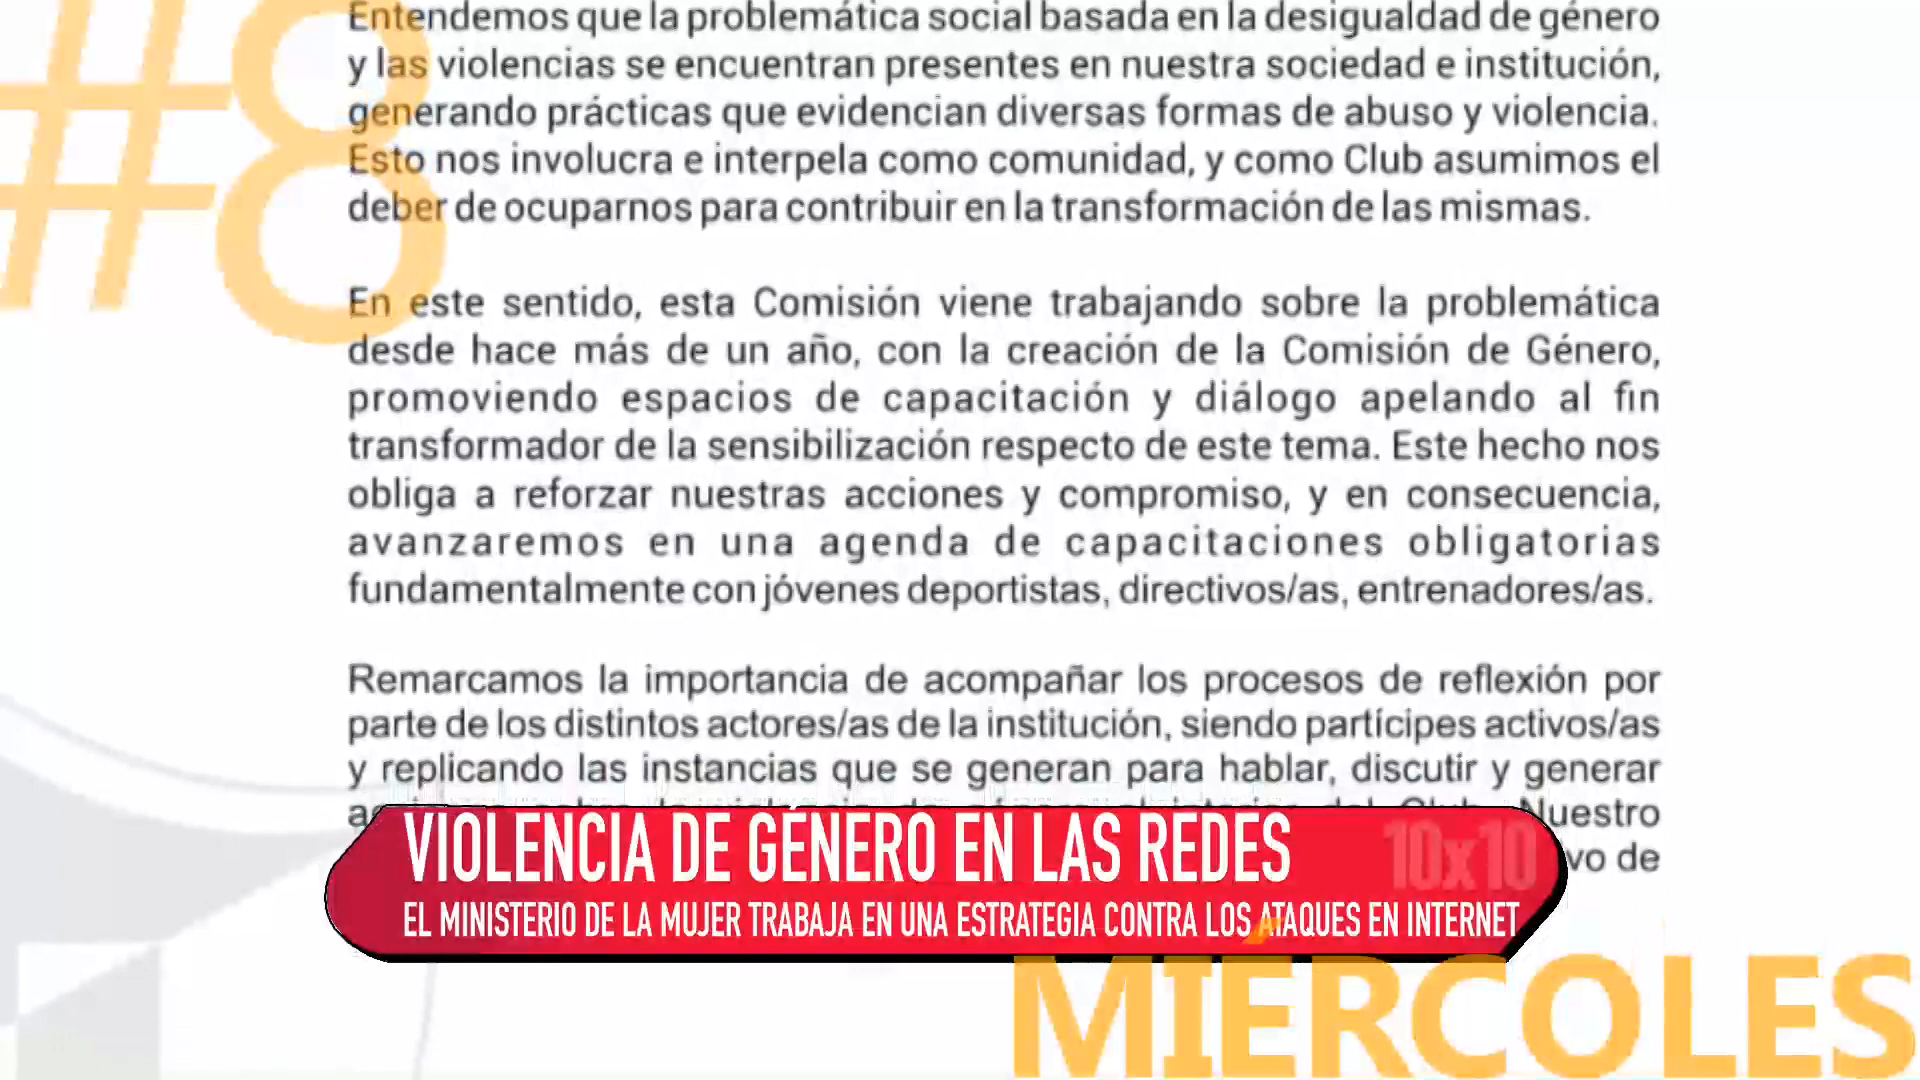 #8
Entendemos que la problemática social basada en la desigualdad de género
y las violencias se encuentran presentes en nuestra sociedad e institución,
generando prácticas que evidencian diversas formas de abuso y violencia.
Esto nos involucra e interpela como comunidad, y como Club asumimos el
deber de ocuparnos para contribuir en la transformación de las mismas.
En este sentido, esta Comisión viene trabajando sobre la problemática
desde hace más de un año, con la creación de la Comisión de Género,
promoviendo espacios de capacitación y diálogo apelando al fin
transformador de la sensibilización respecto de este tema. Este hecho nos
obliga a reforzar nuestras acciones y compromiso, y en consecuencia,
avanzaremos en una agenda de capacitaciones obligatorias
fundamentalmente con jóvenes deportistas, directivos/as, entrenadores/as.
Remarcamos la importancia de acompañar los procesos de reflexión por
parte de los distintos actores/as de la institución, siendo partícipes activos/as
y replicando las instancias que se generan para hablar, discutir y generar
Nuestro
de
VIOLENCIA DE GÉNERO EN LAS REDES
10x10
EL MINISTERIO DE LA MUJER TRABAJA EN UNA ESTRATEGIA CONTRA LOS ATAQUES EN INTERNET
MIÉRCOLES